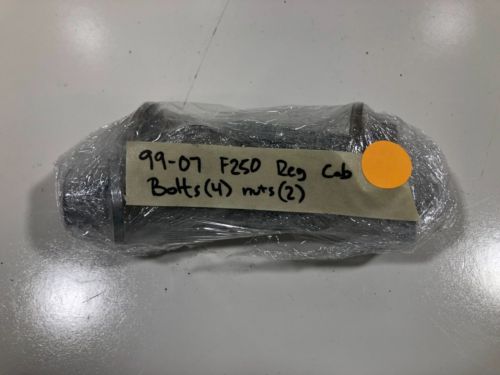 99-07 F250 Reg Cab
Bolts(4) nuts(2)